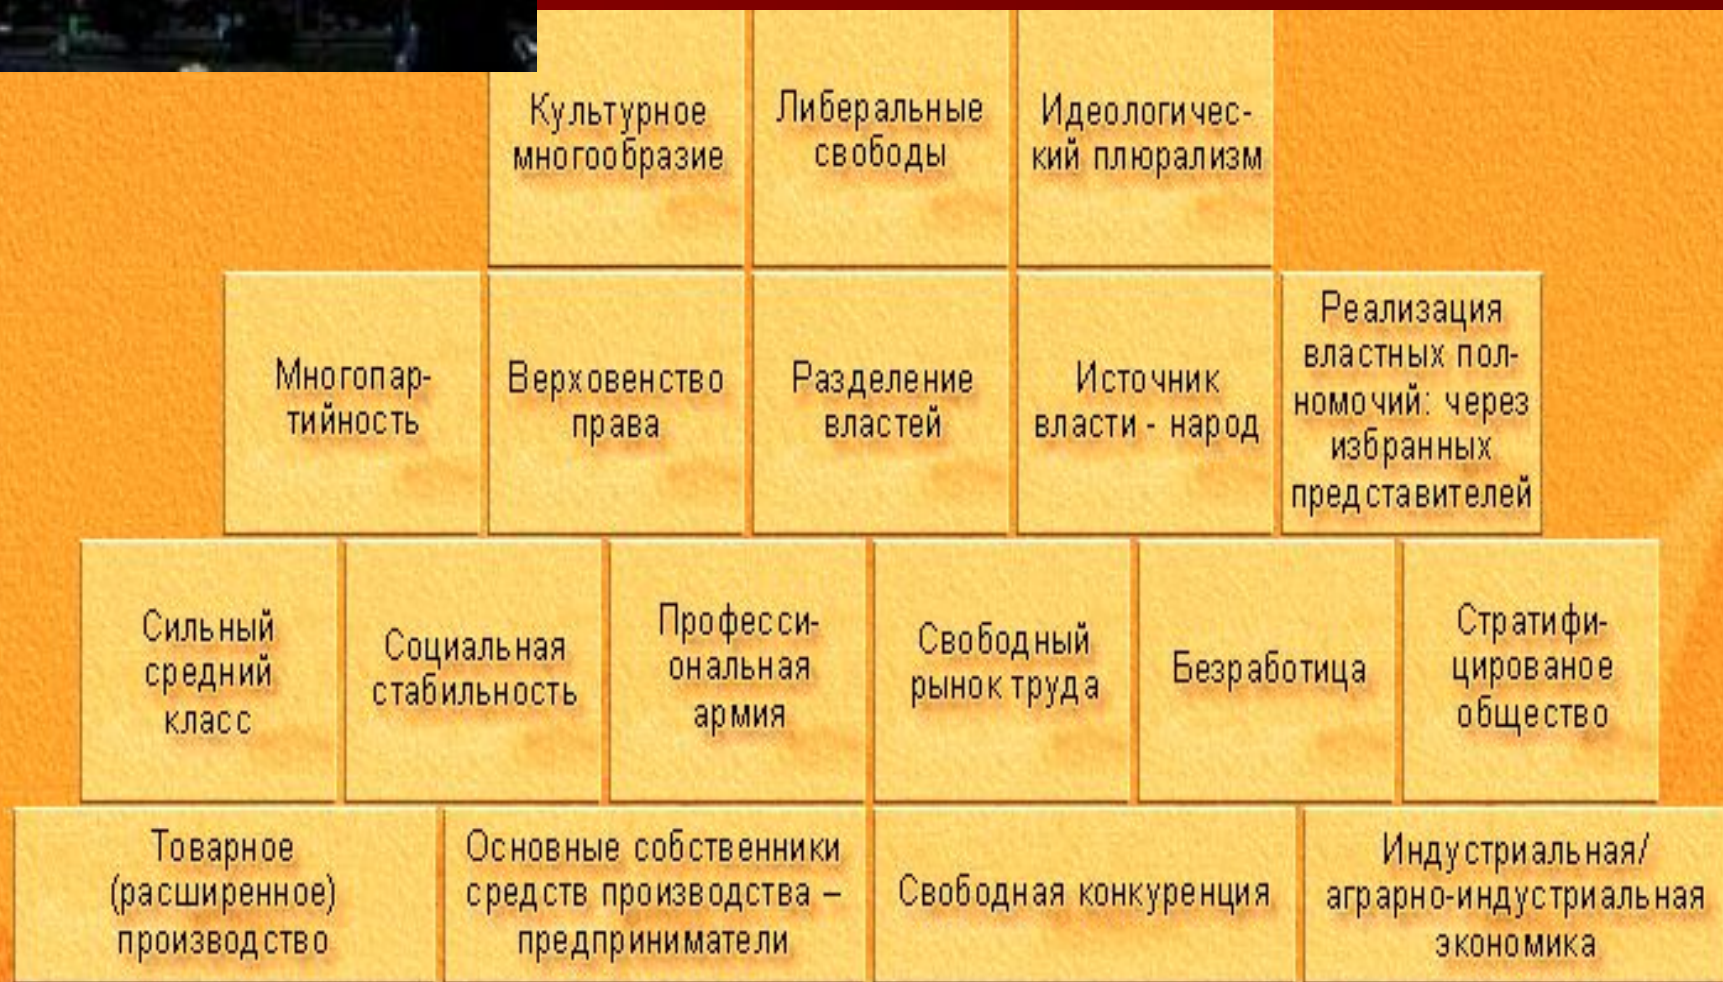 Культурное
многообразие
Либеральные
свободы
Идеологичес-
кий плюрализм
Многопар-
тийность
Верховенство
права
Разделение
властей
Источник
власти - народ
Реализация
властных пол-
номочий: через
избранных
представителей
Сильный
средний
класс
Социальная
стабильность
Професси-
ональная
армия
Свободный
рынок труда
Безработица
Стратифи-
цированое
общество
Товарное
(расширенное)
производство
Основные собственники
средств производства –
предприниматели
Свободная конкуренция
Индустриальная/
аграрно-индустриальная
экономика